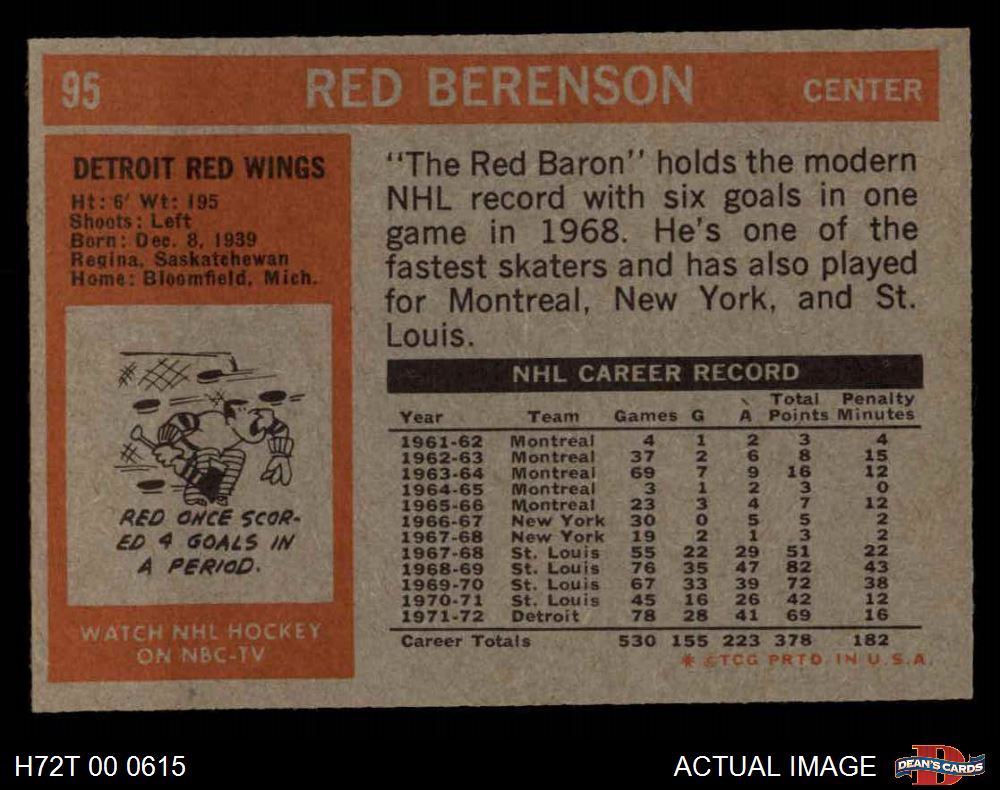 95 RED BERENSON CENTER
DETROIT RED WINGS
Ht: 6' Wt: 195
Shoots: Left
Born: Dec. 8, 1939
Regina, Saskatchewan
Home: Bloomfield, Mich.
RED ONCE SCOR-
ED 4 GOALS IN
A PERIOD.
WATCH NHL HOCKEY
ON NBC-TV
"The Red Baron" holds the modern
NHL record with six goals in one
game in 1968. He's one of the
fastest skaters and has also played
for Montreal, New York, and St.
Louis.
NHL CAREER RECORD
Total Penalty
Year Team Games G A Points Minutes
1961-62 Montreal 4 1 2 3 4
1962-63 Montreal 37 2 6 8 15
1963-64 Montreal 69 7 9 16 12
1964-65 Montreal 3 1 2 3 0
1965-66 Montreal 23 3 4 7 12
1966-67 New York 30 0 5 5 2
1967-68 New York 19 2 1 3 2
1967-68 St. Louis 55 22 29 51 22
1968-69 St. Louis 76 35 47 82 43
1969-70 St. Louis 67 33 39 72 38
1970-71 St. Louis 45 16 26 42 12
1971-72 Detroit 78 28 41 69 16
Career Totals 530 155 223 378 182
* ©TCG PRTD. IN U.S.A.
H72T 00 0615 ACTUAL IMAGE DEAN'S CARDS